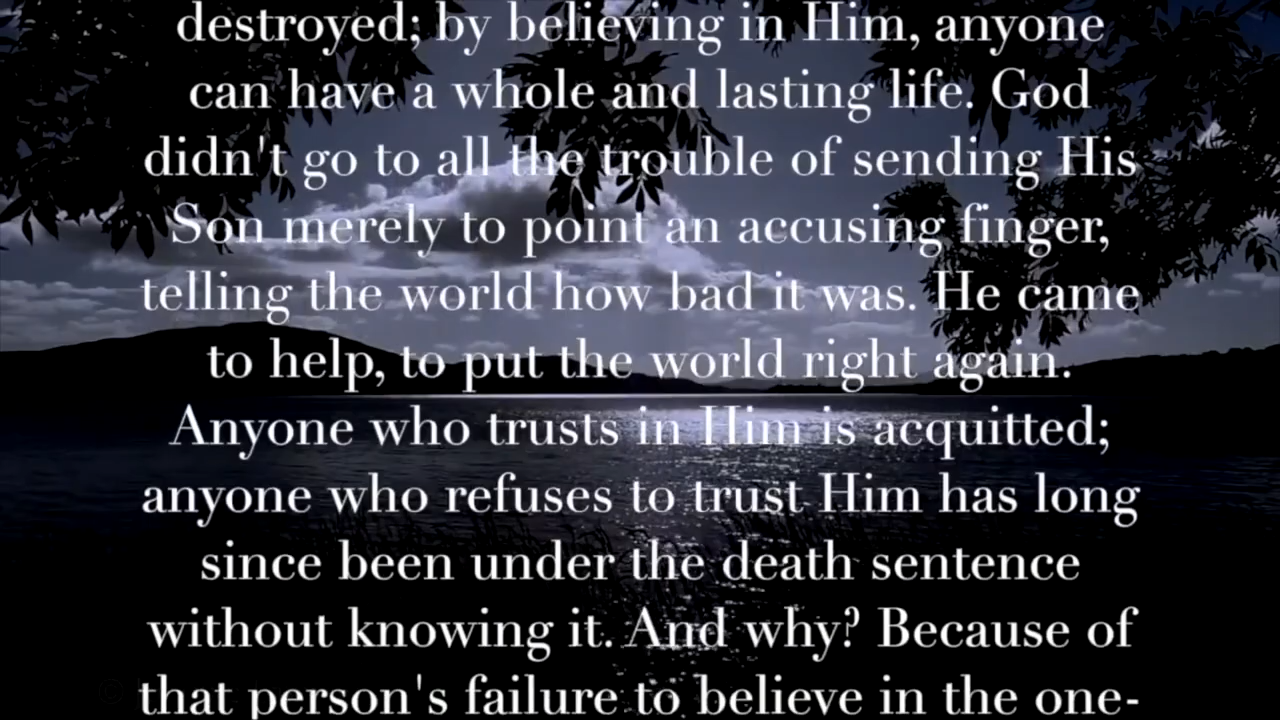 destroyed; by believing in Him, anyone
can have a whole and lasting life. God
didn't go to all the trouble of sending His
Son merely to point an accusing finger,
telling the world how bad it was. He came
to help, to put the world right again.
Anyone who trusts in Him is acquitted;
anyone who refuses to trust Him has long
since been under the death sentence
without knowing it. And why? Because of
that person's failure to believe in the one-